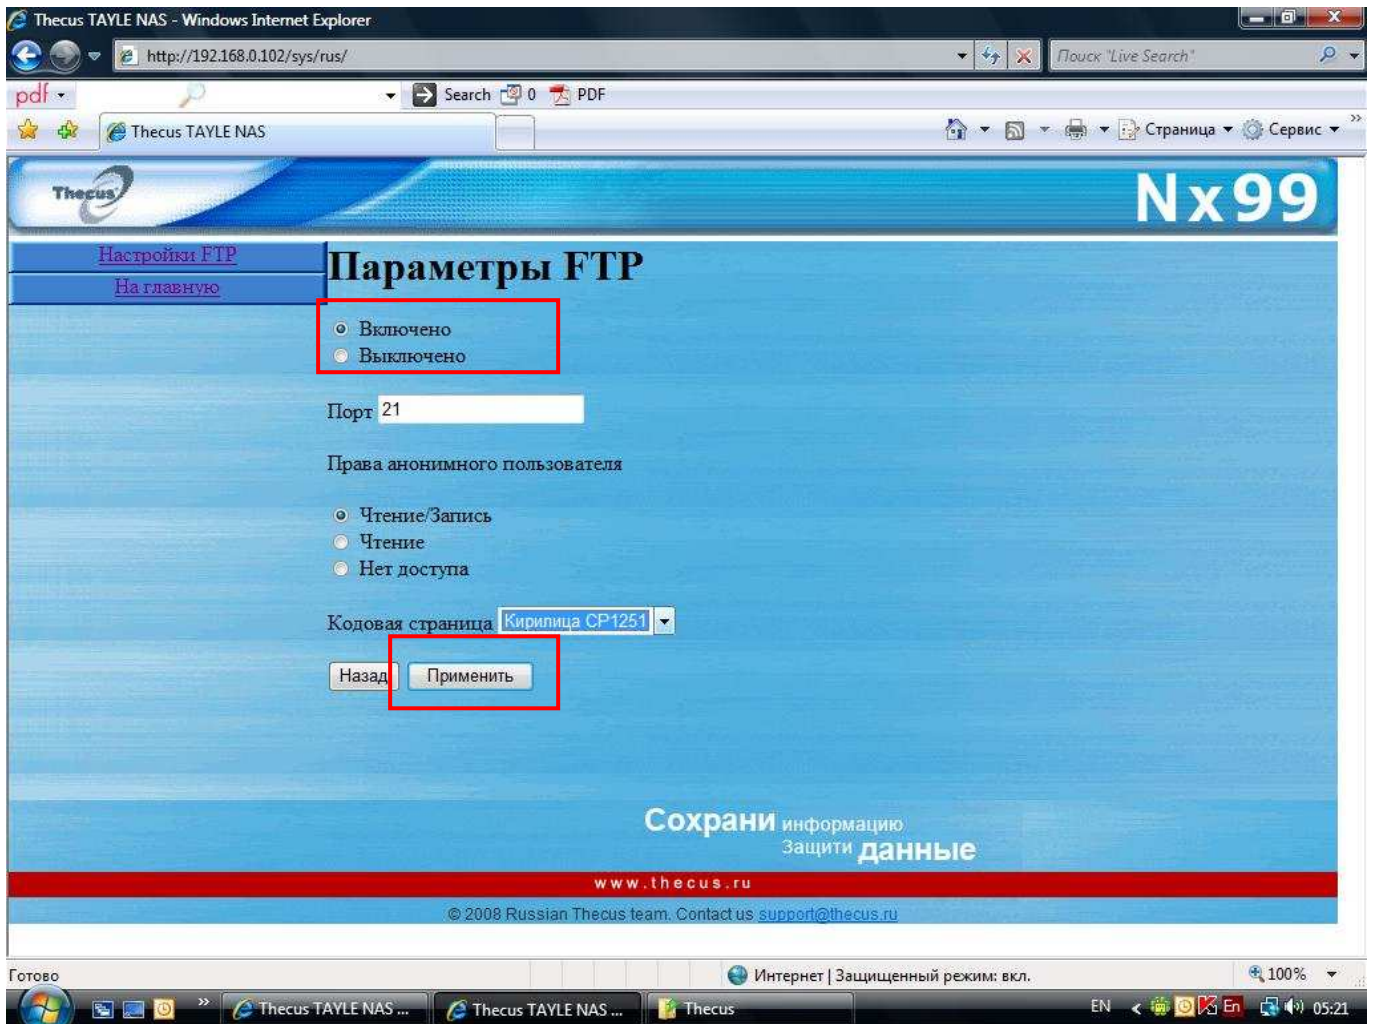 Thecus TAYLE NAS - Windows Internet Explorer
http://192.168.0.102/sys/rus/
Поиск "Live Search"
pdf
Search 0 PDF
Thecus TAYLE NAS
Страница Сервис »
Thecus
Nx99
Настройки FTP
На главную
Параметры FTP
Включено
Выключено
Порт 21
Права анонимного пользователя
Чтение/Запись
Чтение
Нет доступа
Кодовая страница Кирилица CP1251
Назад Применить
Сохрани информацию
Защити данные
www.thecus.ru
© 2008 Russian Thecus team. Contact us support@thecus.ru
Готово
Интернет | Защищенный режим: вкл.
100%
» Thecus TAYLE NAS ... Thecus TAYLE NAS ... Thecus EN En 05:21